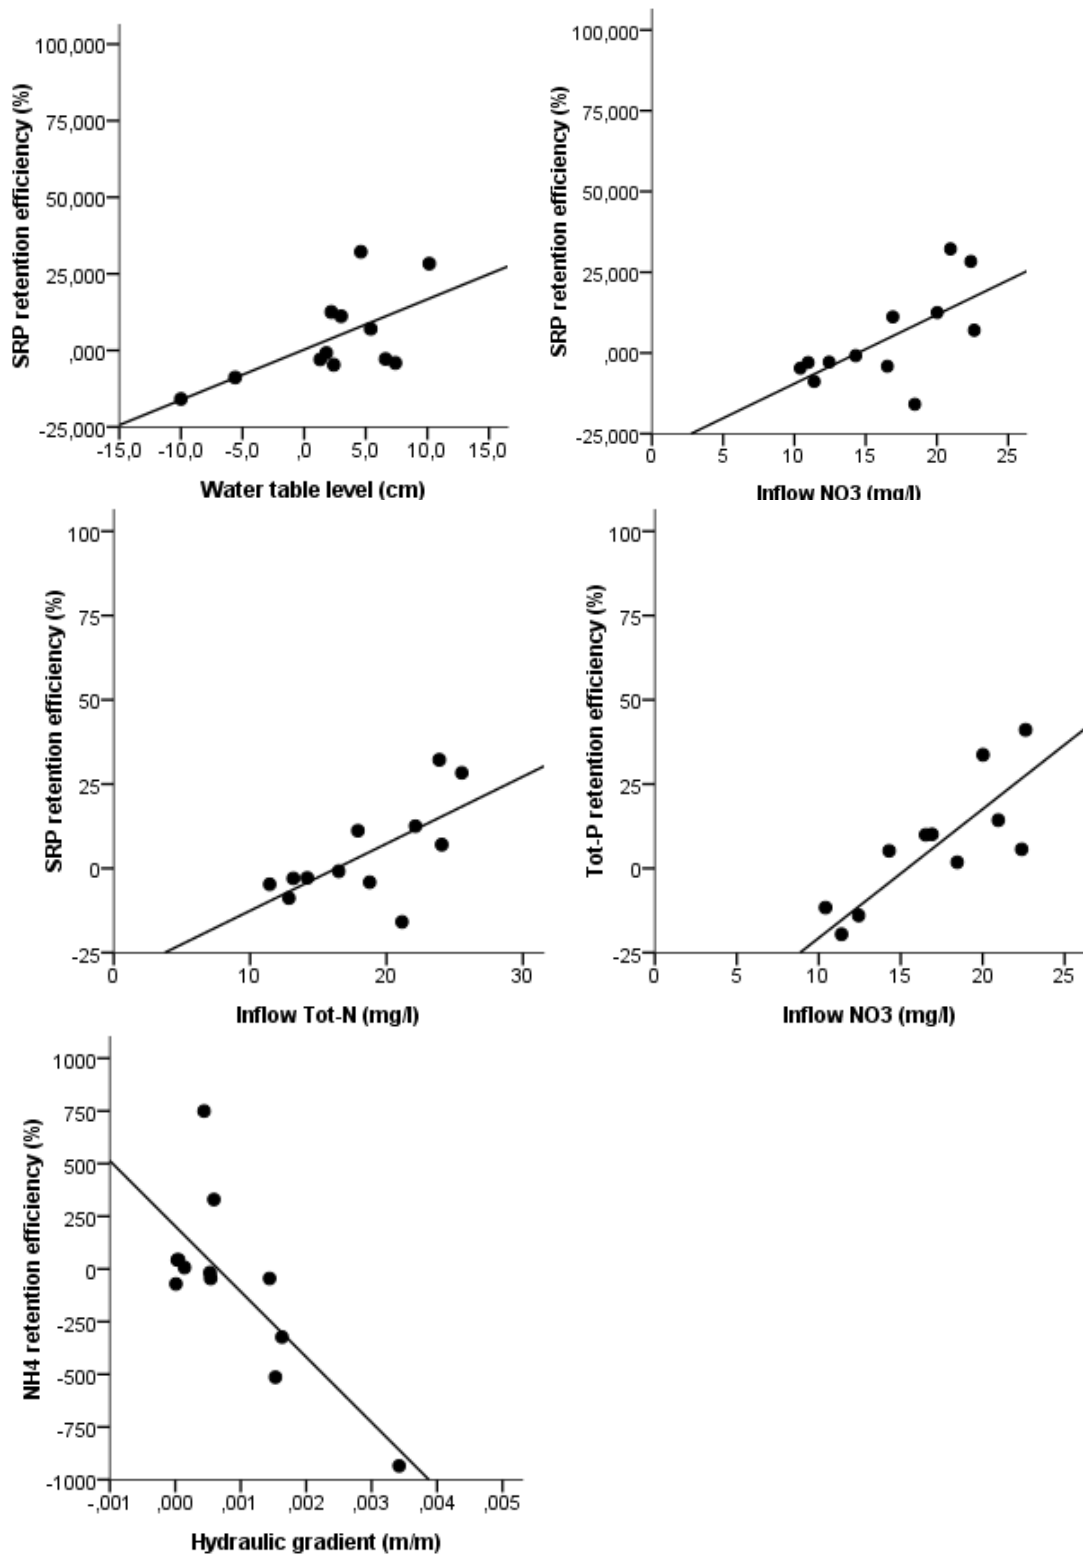 SRP retention efficiency (%)
100,000
75,000
50,000
25,000
,000
-25,000
-15,0 -10,0 -5,0 ,0 5,0 10,0 15,0
Water table level (cm)
SRP retention efficiency (%)
100,000
75,000
50,000
25,000
,000
-25,000
0 5 10 15 20 25
Inflow NO3 (mg/l)
SRP retention efficiency (%)
100
75
50
25
0
-25
0 10 20 30
Inflow Tot-N (mg/l)
Tot-P retention efficiency (%)
100
75
50
25
0
-25
0 5 10 15 20 25
Inflow NO3 (mg/l)
NH4 retention efficiency (%)
1000
750
500
250
0
-250
-500
-750
-1000
-,001 ,000 ,001 ,002 ,003 ,004 ,005
Hydraulic gradient (m/m)